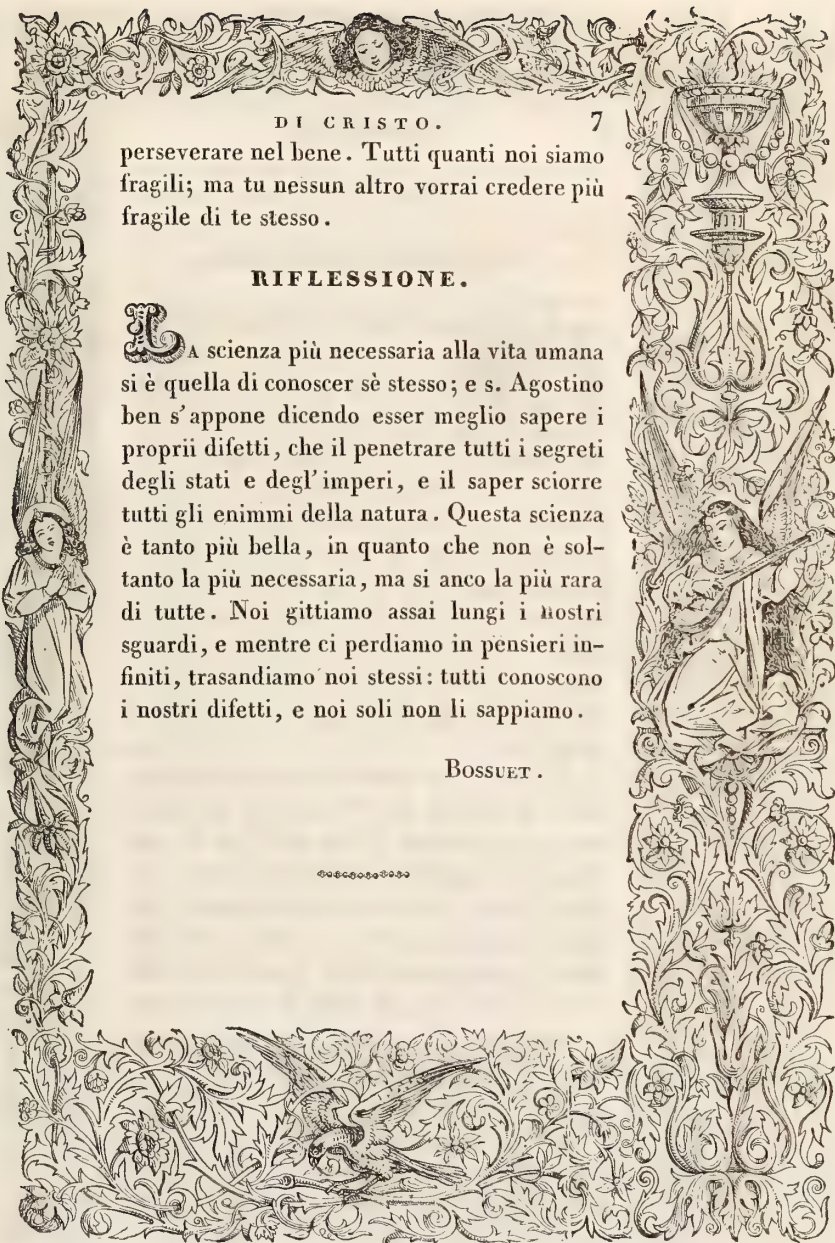 DI CRISTO. 7
perseverare nel bene. Tutti quanti noi siamo
fragili; ma tu nessun altro vorrai credere più
fragile di te stesso.
RIFLESSIONE.
LA scienza più necessaria alla vita umana
si è quella di conoscer sè stesso; e s. Agostino
ben s'appone dicendo esser meglio sapere i
proprii difetti, che il penetrare tutti i segreti
degli stati e degl'imperi, e il saper sciorre
tutti gli enimmi della natura. Questa scienza
è tanto più bella, in quanto che non è sol-
tanto la più necessaria, ma si anco la più rara
di tutte. Noi gittiamo assai lungi i nostri
sguardi, e mentre ci perdiamo in pensieri in-
finiti, trasandiamo noi stessi: tutti conoscono
i nostri difetti, e noi soli non li sappiamo.
BOSSUET.